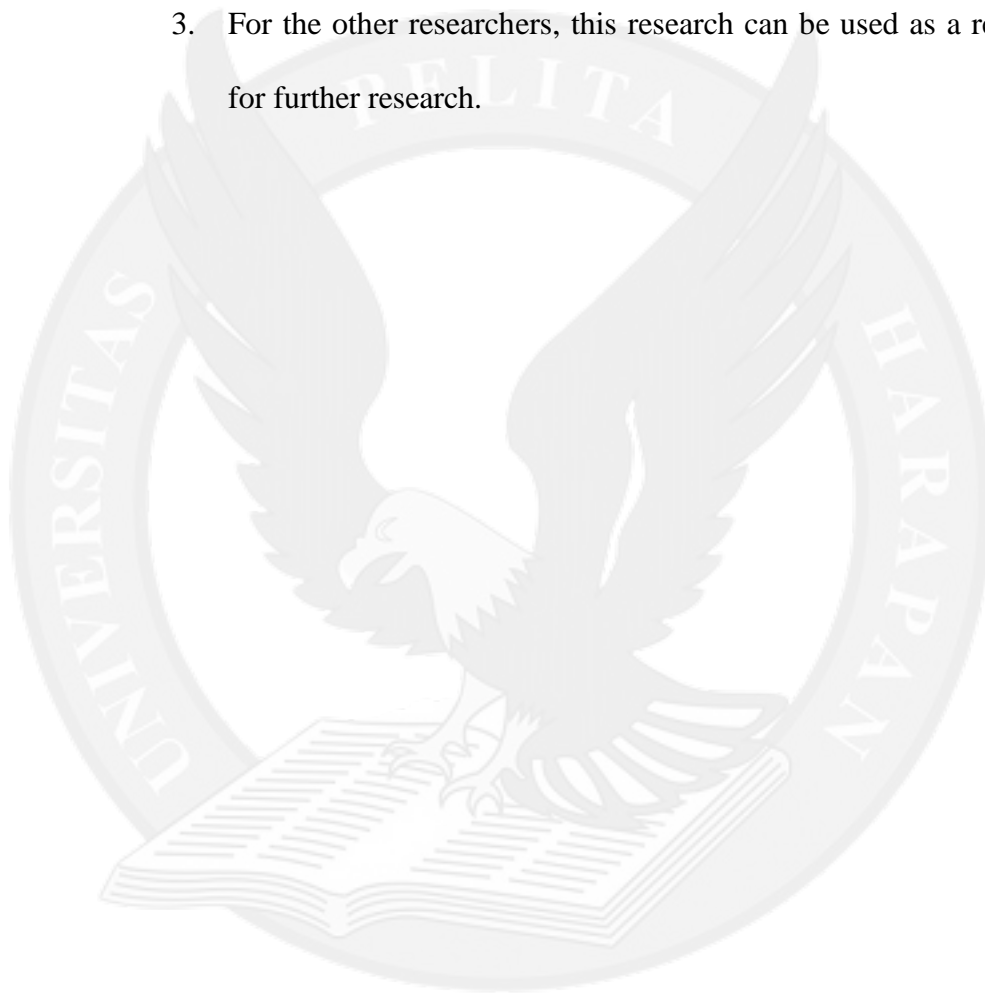 3. For the other researchers, this research can be used as a
for further research.
UNIVERSITAS PELITA HARAPAN